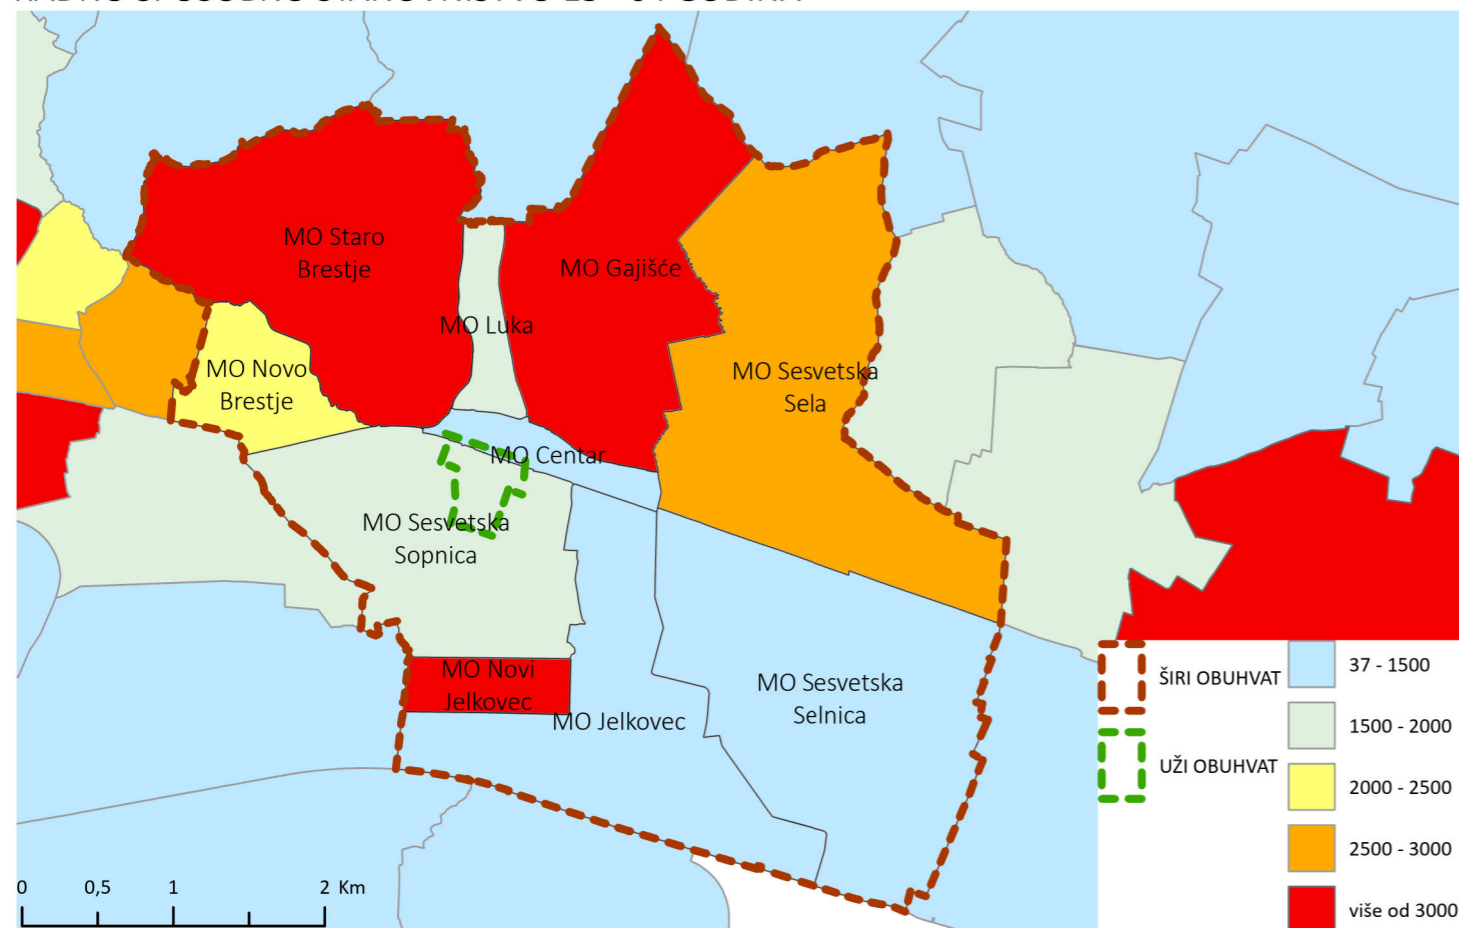 MO Staro
Brestje
MO Gajišće
MO Luka
MO Novo
Brestje
MO Sesvetska
Sela
MO Centar
MO Sesvetska
Sopnica
MO Novi
Jelkovec
MO Jelkovec
MO Sesvetska
Selnica
ŠIRI OBUHVAT
UŽI OBUHVAT
37 - 1500
1500 - 2000
2000 - 2500
2500 - 3000
više od 3000
0 0,5 1 2 Km